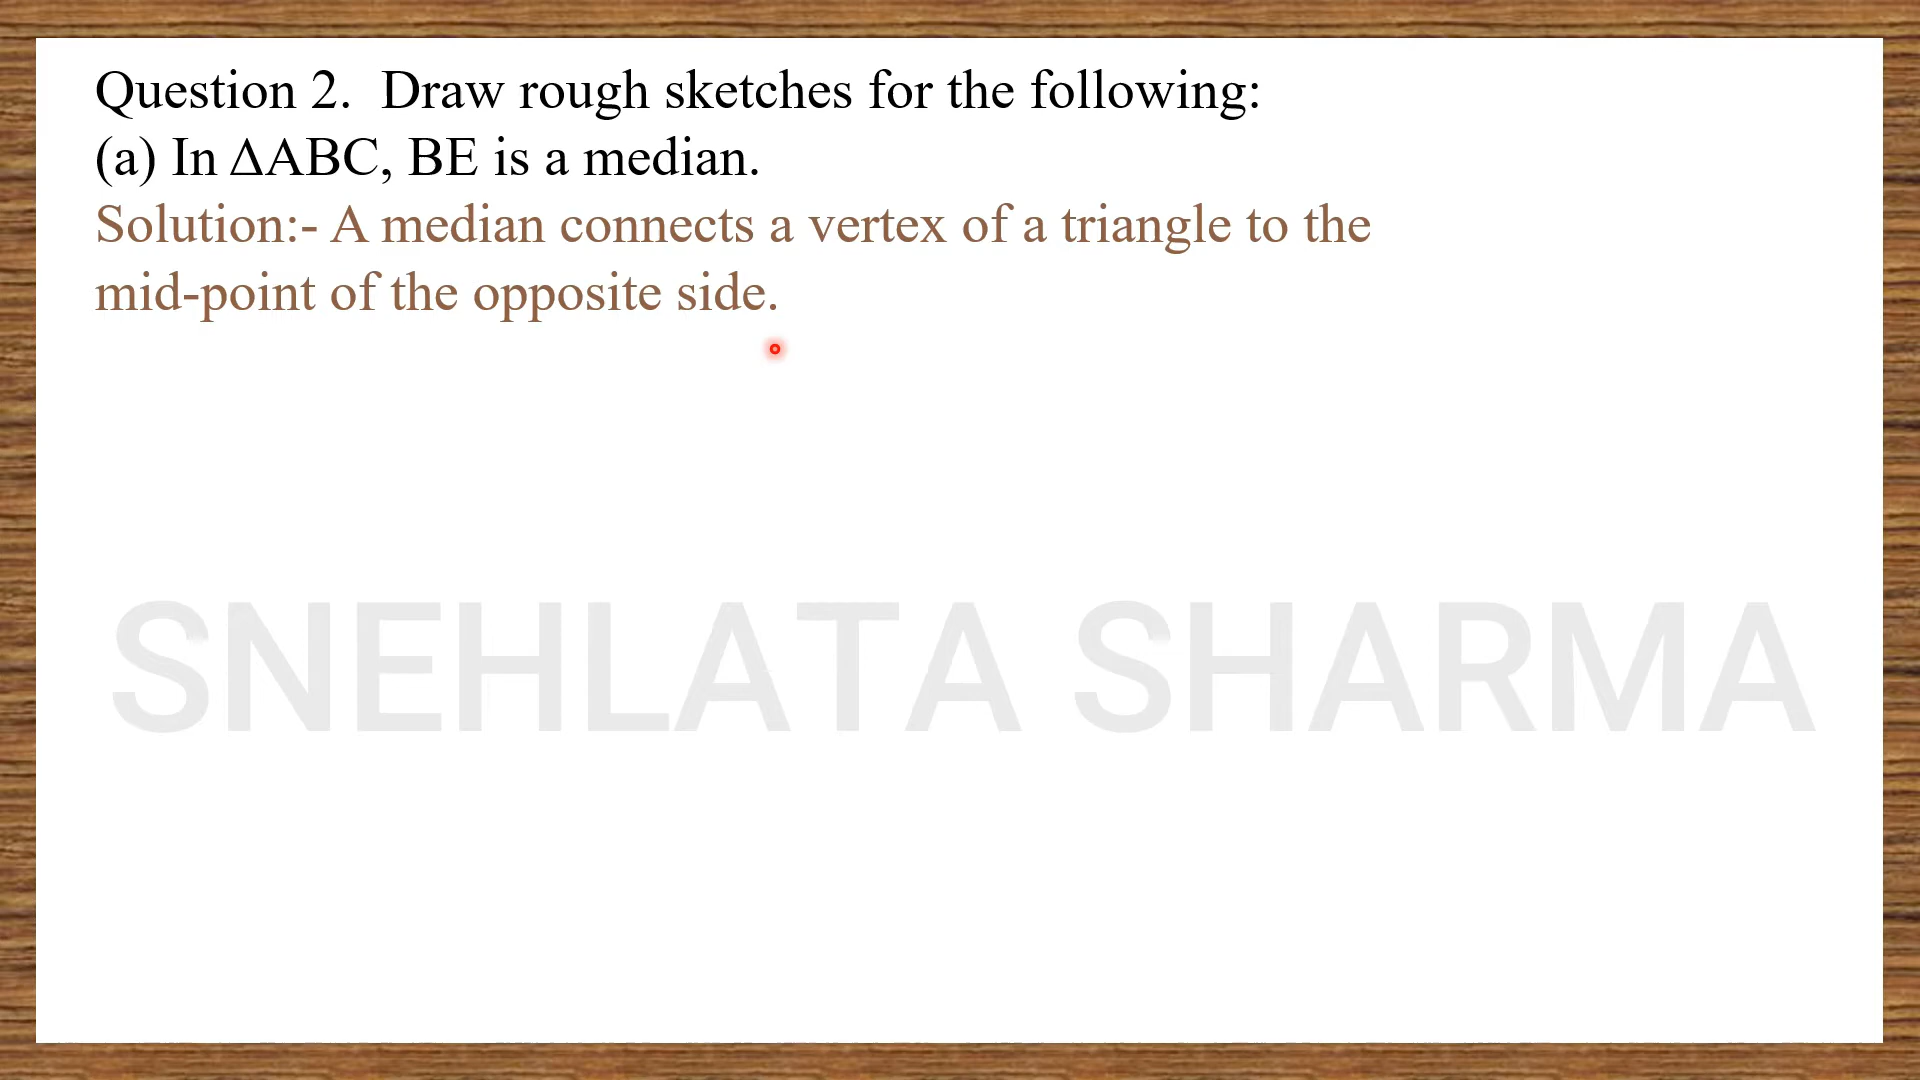 Question 2. Draw rough sketches for the following:
(a) In ΔABC, BE is a median.
Solution:- A median connects a vertex of a triangle to the
mid-point of the opposite side.
SNEHLATA SHARMA